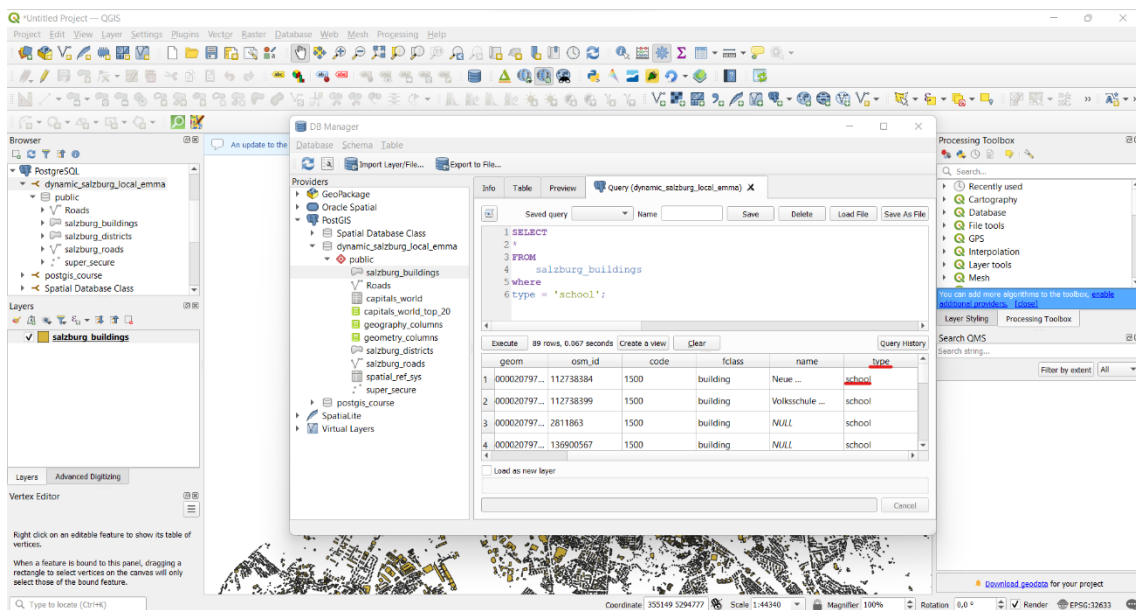 *Untitled Project — QGIS
Project Edit View Layer Settings Plugins Vector Raster Database Web Mesh Processing Help
Browser
PostgreSQL
dynamic_salzburg_local_emma
public
Roads
salzburg_buildings
salzburg_districts
salzburg_roads
super_secure
postgis_course
Spatial Database Class
Layers
salzburg_buildings
Layers Advanced Digitizing
Vertex Editor
Right click on an editable feature to show its table of
vertices.
When a feature is bound to this panel, dragging a
rectangle to select vertices on the canvas will only
select those of the bound feature.
An update to the
DB Manager
Database Schema Table
Import Layer/File... Export to File...
Providers
GeoPackage
Oracle Spatial
PostGIS
Spatial Database Class
dynamic_salzburg_local_emma
public
salzburg_buildings
Roads
capitals_world
capitals_world_top_20
geography_columns
geometry_columns
salzburg_districts
salzburg_roads
spatial_ref_sys
super_secure
postgis_course
SpatiaLite
Virtual Layers
Info Table Preview Query (dynamic_salzburg_local_emma) X
Saved query Name Save Delete Load File Save As File
1 SELECT
2 *
3 FROM
4 salzburg_buildings
5 where
6 type = 'school';
Execute 89 rows, 0.067 seconds Create a view Clear Query History
geom osm_id code fclass name type
1 000020797... 112738384 1500 building Neue ... school
2 000020797... 112738399 1500 building Volksschule ... school
3 000020797... 2811863 1500 building NULL school
4 000020797... 136900567 1500 building NULL school
Load as new layer
Cancel
Processing Toolbox
Search...
Recently used
Cartography
Database
File tools
GPS
Interpolation
Layer tools
Mesh
You can add more algorithms to the toolbox, enable
additional providers. [close]
Layer Styling Processing Toolbox
Search QMS
Search string...
Filter by extent All
Download geodata for your project
Type to locate (Ctrl+K) Coordinate 355149 5294777 Scale 1:44340 Magnifier 100% Rotation 0,0 ° Render EPSG:32633